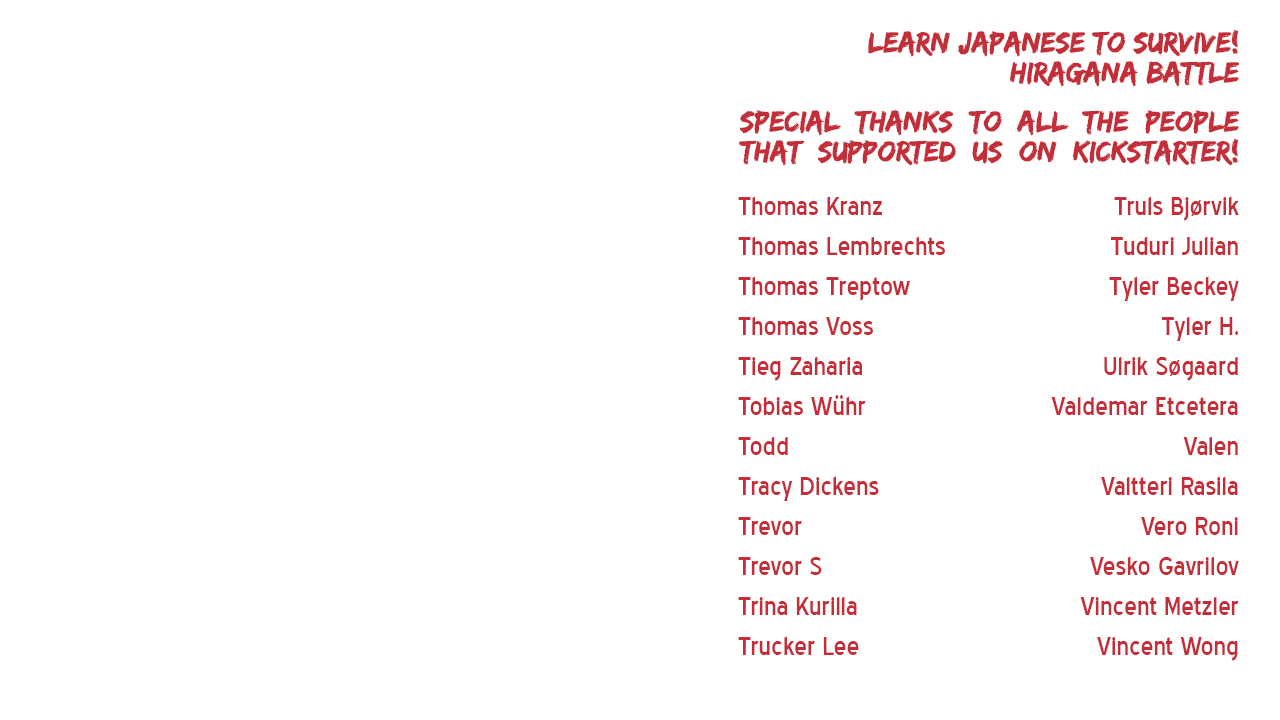 LEARN JAPANESE TO SURVIVE!
HIRAGANA BATTLE
SPECIAL THANKS TO ALL THE PEOPLE
THAT SUPPORTED US ON KICKSTARTER!
Thomas Kranz
Thomas Lembrechts
Thomas Treptow
Thomas Voss
Tieg Zaharia
Tobias Wühr
Todd
Tracy Dickens
Trevor
Trevor S
Trina Kurilla
Trucker Lee
Truls Bjørvik
Tuduri Julian
Tyler Beckey
Tyler H.
Ulrik Søgaard
Valdemar Etcetera
Valen
Valtteri Rasila
Vero Roni
Vesko Gavrilov
Vincent Metzler
Vincent Wong